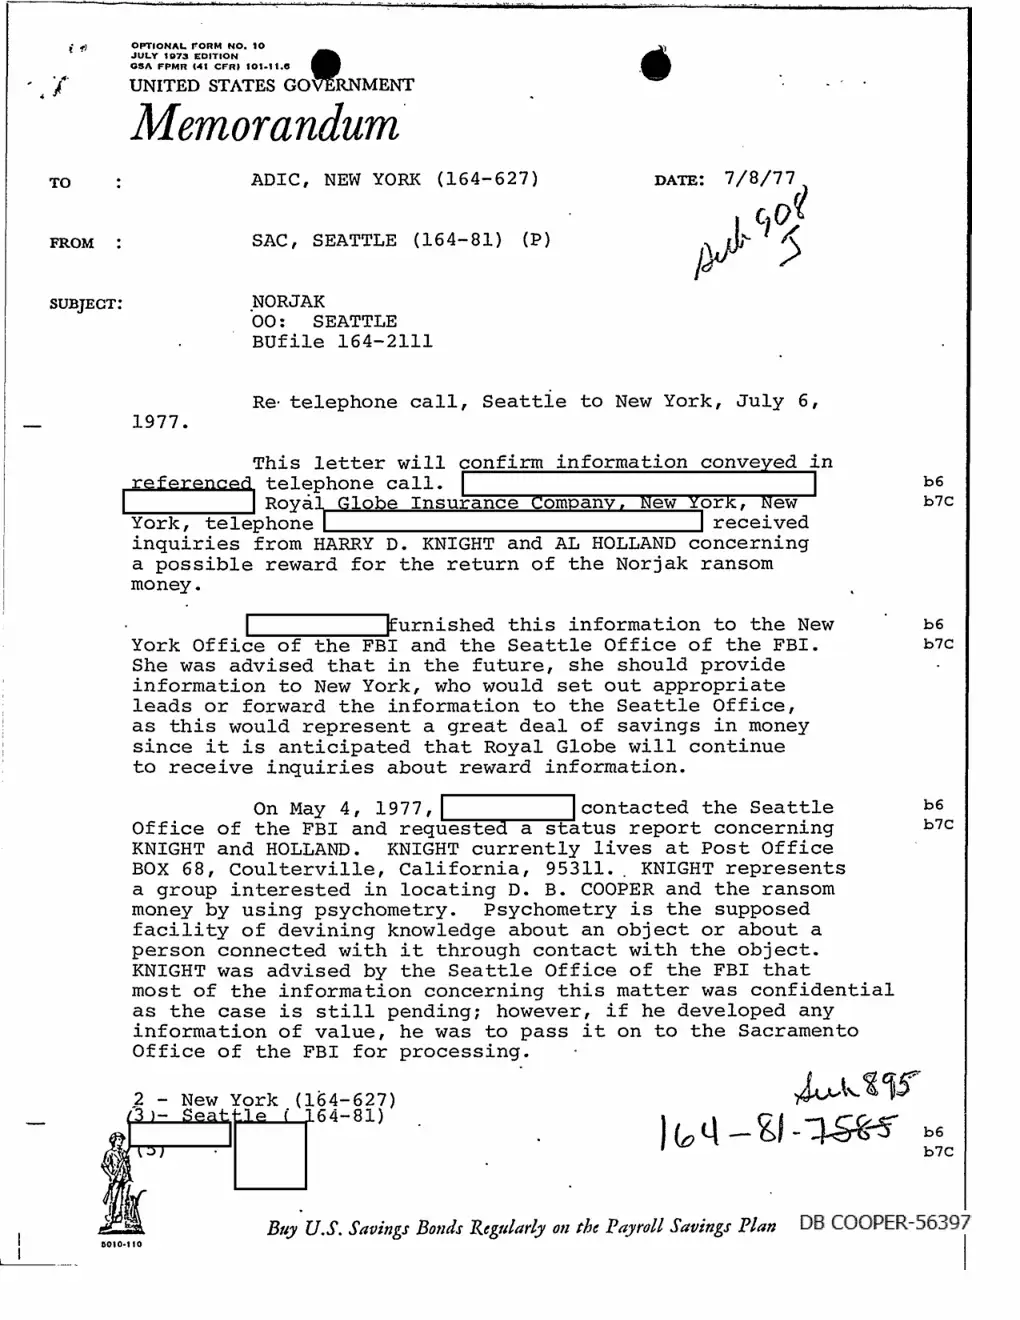 OPTIONAL FORM NO. 10
JULY 1973 EDITION
GSA FPMR (41 CFR) 101-11.6
UNITED STATES GOVERNMENT
Memorandum
TO : ADIC, NEW YORK (164-627) DATE: 7/8/77
Sub 908
J
FROM : SAC, SEATTLE (164-81) (P)
SUBJECT: NORJAK
OO: SEATTLE
BUfile 164-2111
Re telephone call, Seattle to New York, July 6,
1977.
This letter will confirm information conveyed in
referenced telephone call.
b6
Royal Globe Insurance Company, New York, New
b7C
York, telephone received
inquiries from HARRY D. KNIGHT and AL HOLLAND concerning
a possible reward for the return of the Norjak ransom
money.
furnished this information to the New b6
York Office of the FBI and the Seattle Office of the FBI. b7C
She was advised that in the future, she should provide
information to New York, who would set out appropriate
leads or forward the information to the Seattle Office,
as this would represent a great deal of savings in money
since it is anticipated that Royal Globe will continue
to receive inquiries about reward information.
On May 4, 1977, contacted the Seattle b6
Office of the FBI and requested a status report concerning b7C
KNIGHT and HOLLAND. KNIGHT currently lives at Post Office
BOX 68, Coulterville, California, 95311. KNIGHT represents
a group interested in locating D. B. COOPER and the ransom
money by using psychometry. Psychometry is the supposed
facility of devining knowledge about an object or about a
person connected with it through contact with the object.
KNIGHT was advised by the Seattle Office of the FBI that
most of the information concerning this matter was confidential
as the case is still pending; however, if he developed any
information of value, he was to pass it on to the Sacramento
Office of the FBI for processing.
2 - New York (164-627)
(3)- Seattle ( 164-81)
(5)
Sub 895
164-81-7585
b6
b7C
5010-110
Buy U.S. Savings Bonds Regularly on the Payroll Savings Plan
DB COOPER-56397